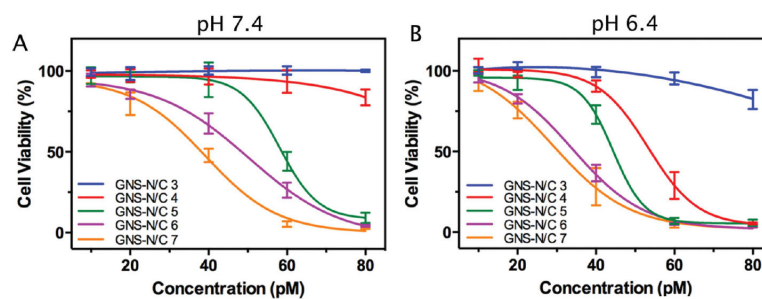 pH 7.4
A
Cell Viability (%)
100
50
0
GNS-N/C 3
GNS-N/C 4
GNS-N/C 5
GNS-N/C 6
GNS-N/C 7
20
40
60
80
Concentration (pM)
pH 6.4
B
Cell Viability (%)
100
50
0
GNS-N/C 3
GNS-N/C 4
GNS-N/C 5
GNS-N/C 6
GNS-N/C 7
20
40
60
80
Concentration (pM)